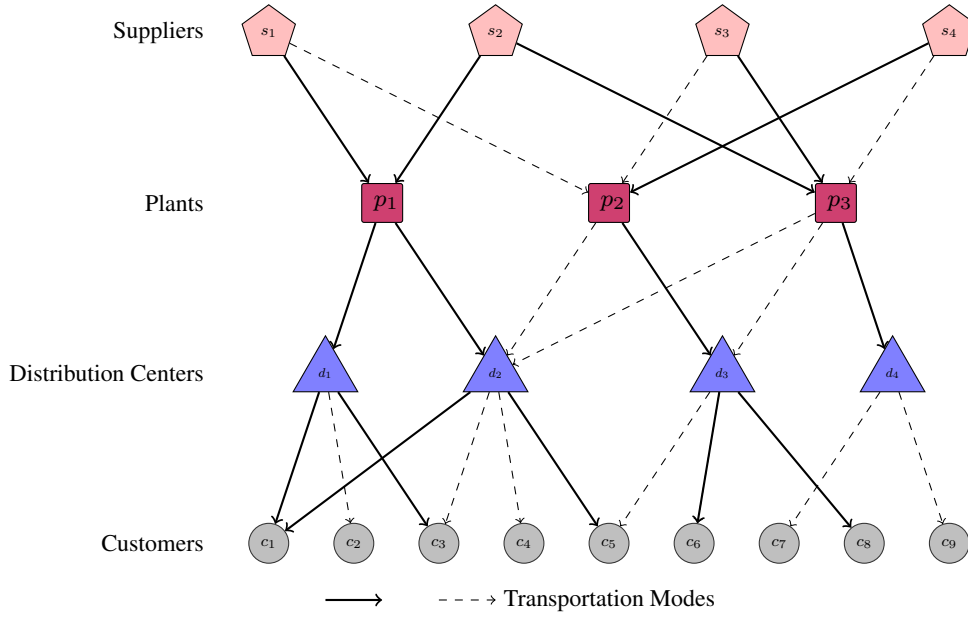 Suppliers s1 s2 s3 s4
Plants p1 p2 p3
Distribution Centers d1 d2 d3 d4
Customers c1 c2 c3 c4 c5 c6 c7 c8 c9
Transportation Modes